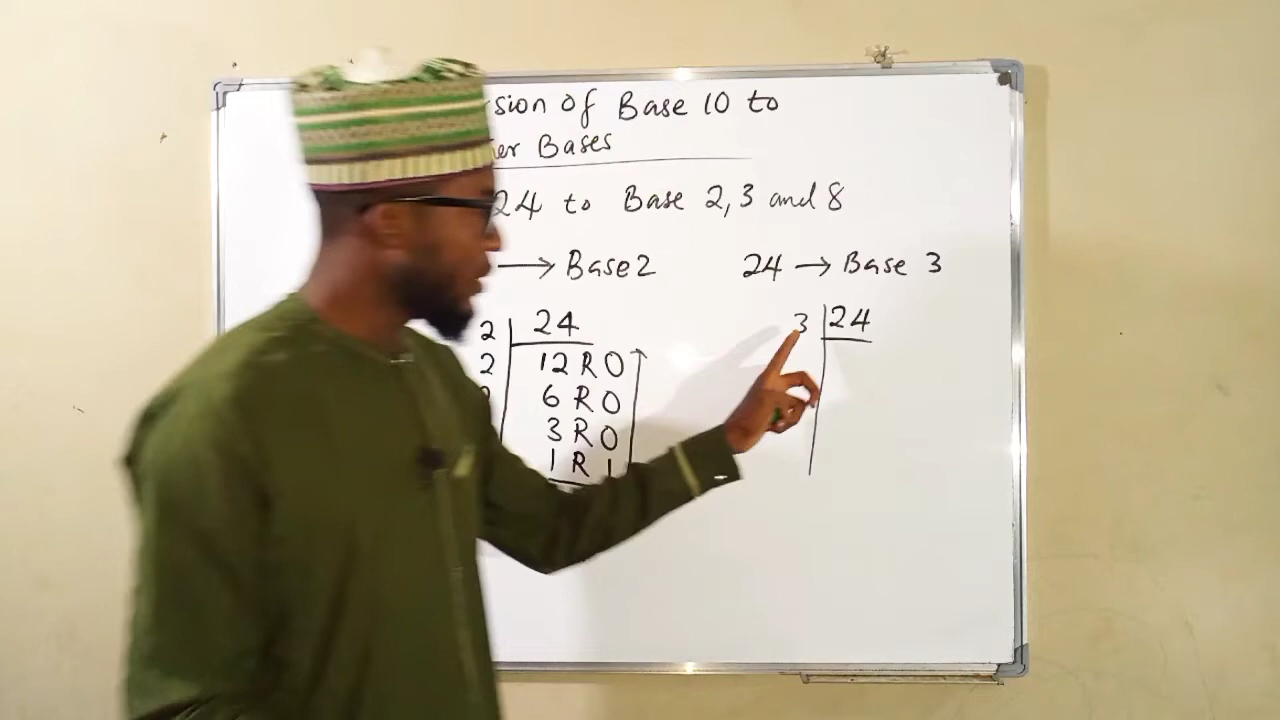 sion of Base 10 to
er Bases
24 to Base 2, 3 and 8
→ Base 2
24 → Base 3
2 | 24
2 | 12 R 0
6 R 0
3 R 0
1 R 1
3 | 24